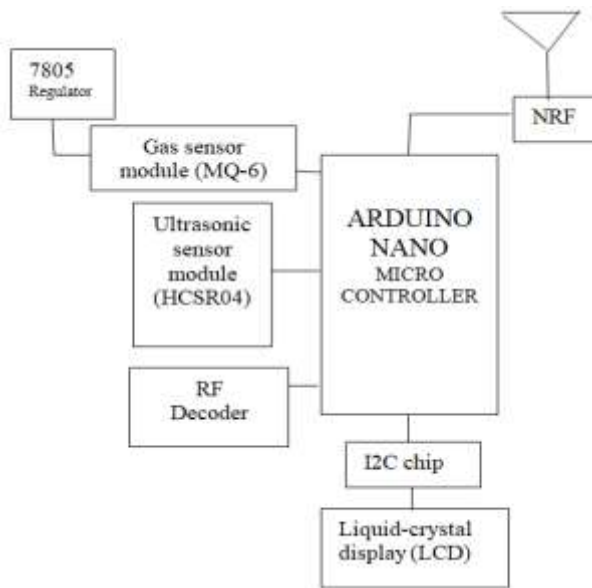 7805
Regulator
NRF
Gas sensor
module (MQ-6)
Ultrasonic
sensor
module
(HCSR04)
ARDUINO
NANO
MICRO
CONTROLLER
RF
Decoder
I2C chip
Liquid-crystal
display (LCD)